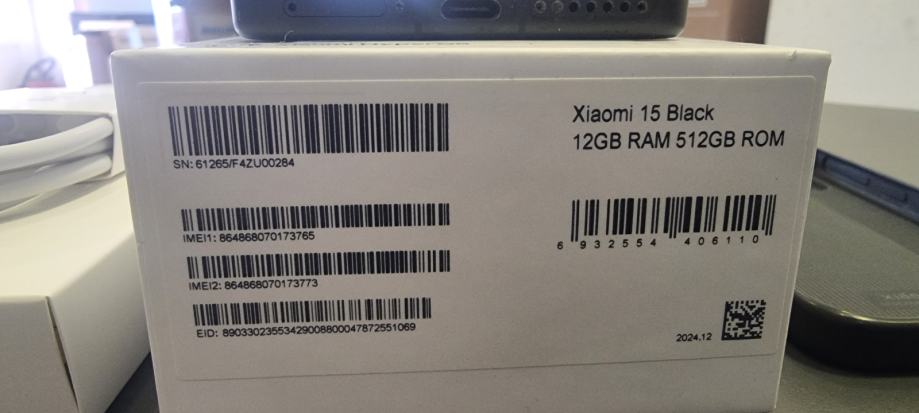 Xiaomi 15 Black
12GB RAM 512GB ROM
SN: 61265/F4ZU00284
IMEI1: 864868070173765
IMEI2: 864868070173773
EID: 89033023553429008800047872551069
6 932554 406110
2024.12